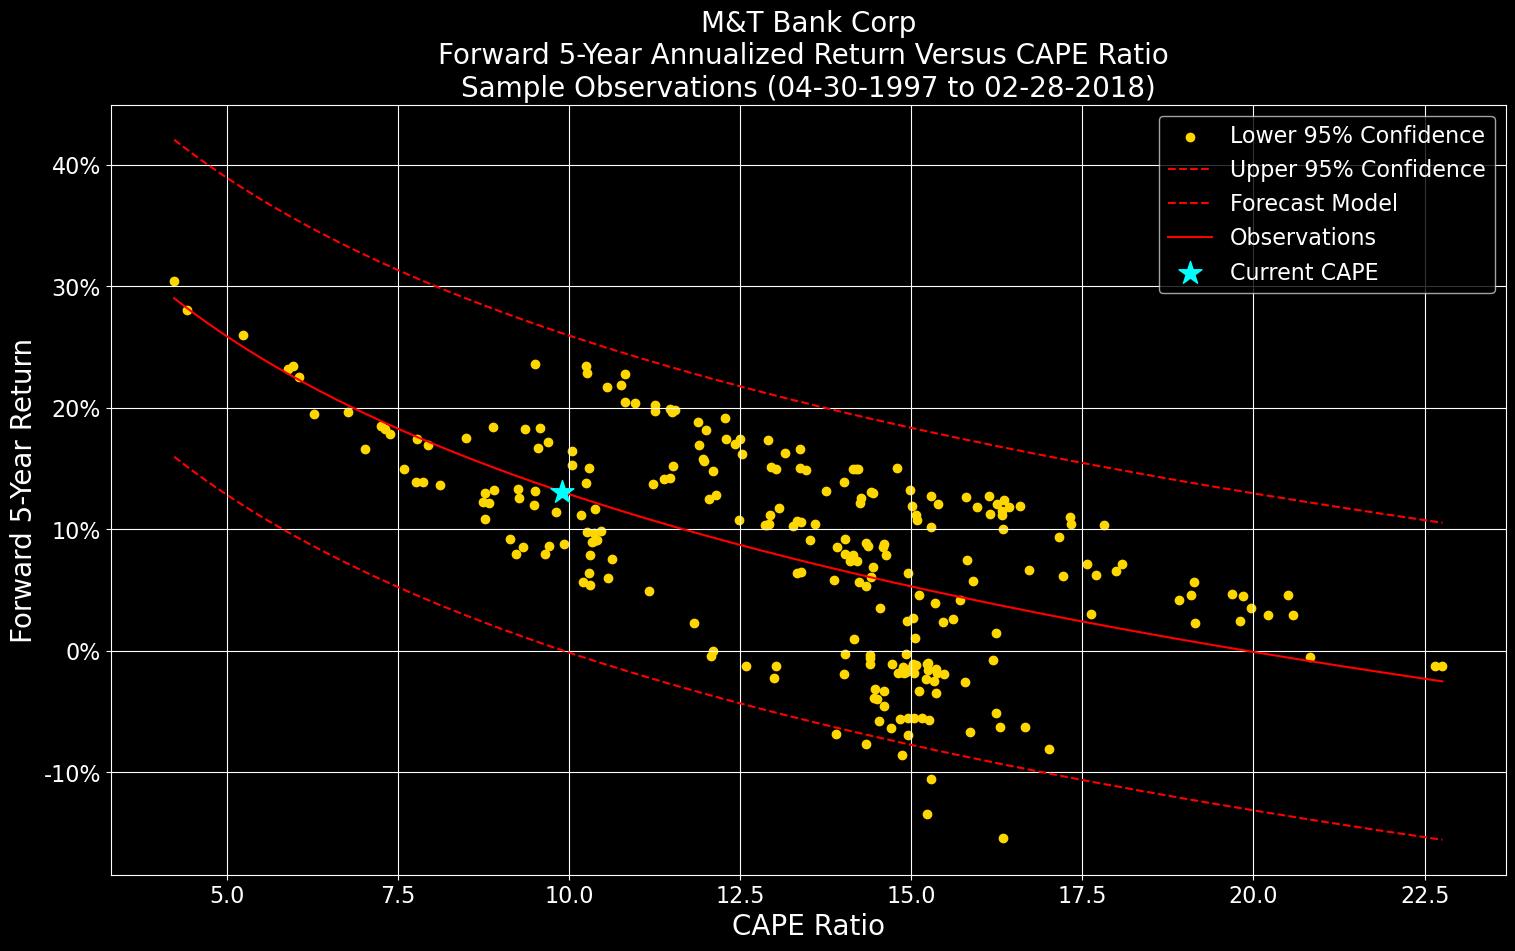 M&T Bank Corp
Forward 5-Year Annualized Return Versus CAPE Ratio
Sample Observations (04-30-1997 to 02-28-2018)
Lower 95% Confidence
Upper 95% Confidence
Forecast Model
Observations
Current CAPE
Forward 5-Year Return
40%
30%
20%
10%
0%
-10%
5.0 7.5 10.0 12.5 15.0 17.5 20.0 22.5
CAPE Ratio